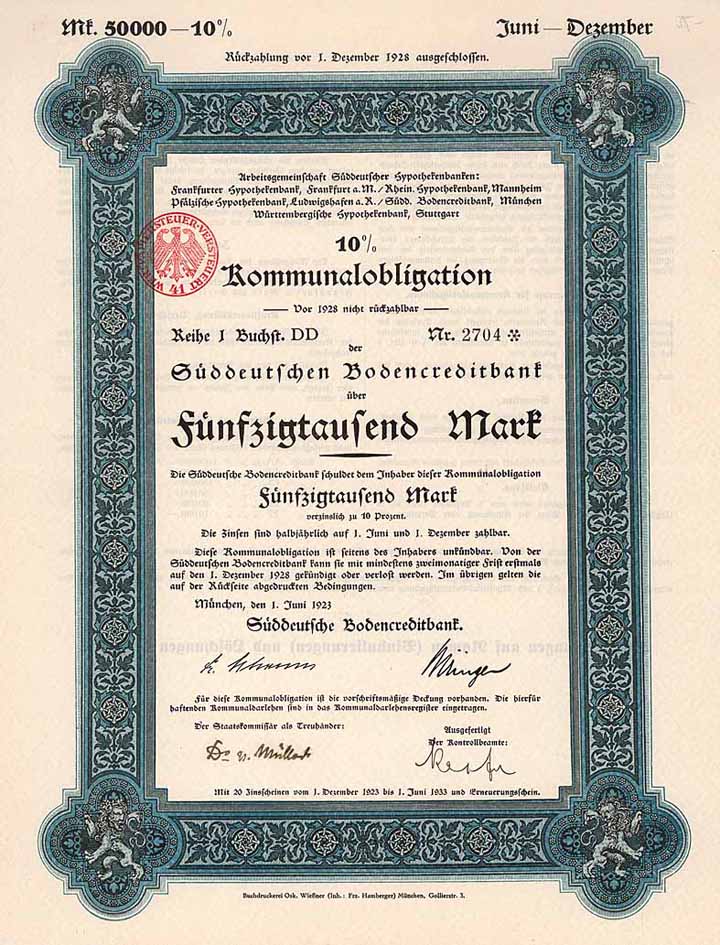 Mk. 50000—10%
Juni — Dezember
Rückzahlung vor 1. Dezember 1928 ausgeschlossen.
Arbeitsgemeinschaft Süddeutscher Hypothekenbanken:
Frankfurter Hypothekenbank, Frankfurt a.M./Rhein. Hypothekenbank, Mannheim
Pfälzische Hypothekenbank, Ludwigshafen a.R./Südd. Bodencreditbank, München
Württembergische Hypothekenbank, Stuttgart
10%
Kommunalobligation
— Vor 1928 nicht rückzahlbar —
Reihe 1 Buchst. DD Nr. 2704 *
der
Süddeutschen Bodencreditbank
über
Fünfzigtausend Mark
Die Süddeutsche Bodencreditbank schuldet dem Inhaber dieser Kommunalobligation
Fünfzigtausend Mark
verzinslich zu 10 Prozent.
Die Zinsen sind halbjährlich auf 1. Juni und 1. Dezember zahlbar.
Diese Kommunalobligation ist seitens des Inhabers unkündbar. Von der
Süddeutschen Bodencreditbank kann sie mit mindestens zweimonatiger Frist erstmals
auf den 1. Dezember 1928 gekündigt oder verlost werden. Im übrigen gelten die
auf der Rückseite abgedruckten Bedingungen.
München, den 1. Juni 1923
Süddeutsche Bodencreditbank.
Für diese Kommunalobligation ist die vorschriftsmäßige Deckung vorhanden. Die hierfür
haftenden Kommunaldarlehen sind in das Kommunaldarlehensregister eingetragen.
Der Staatskommissär als Treuhänder:
Ausgefertigt
Der Kontrollbeamte:
Mit 20 Zinsscheinen vom 1. Dezember 1923 bis 1. Juni 1933 und Erneuerungsschein.
Buchdruckerei Osk. Wießner (Inh.: Frz. Hamberger) München, Gollierstr. 3.